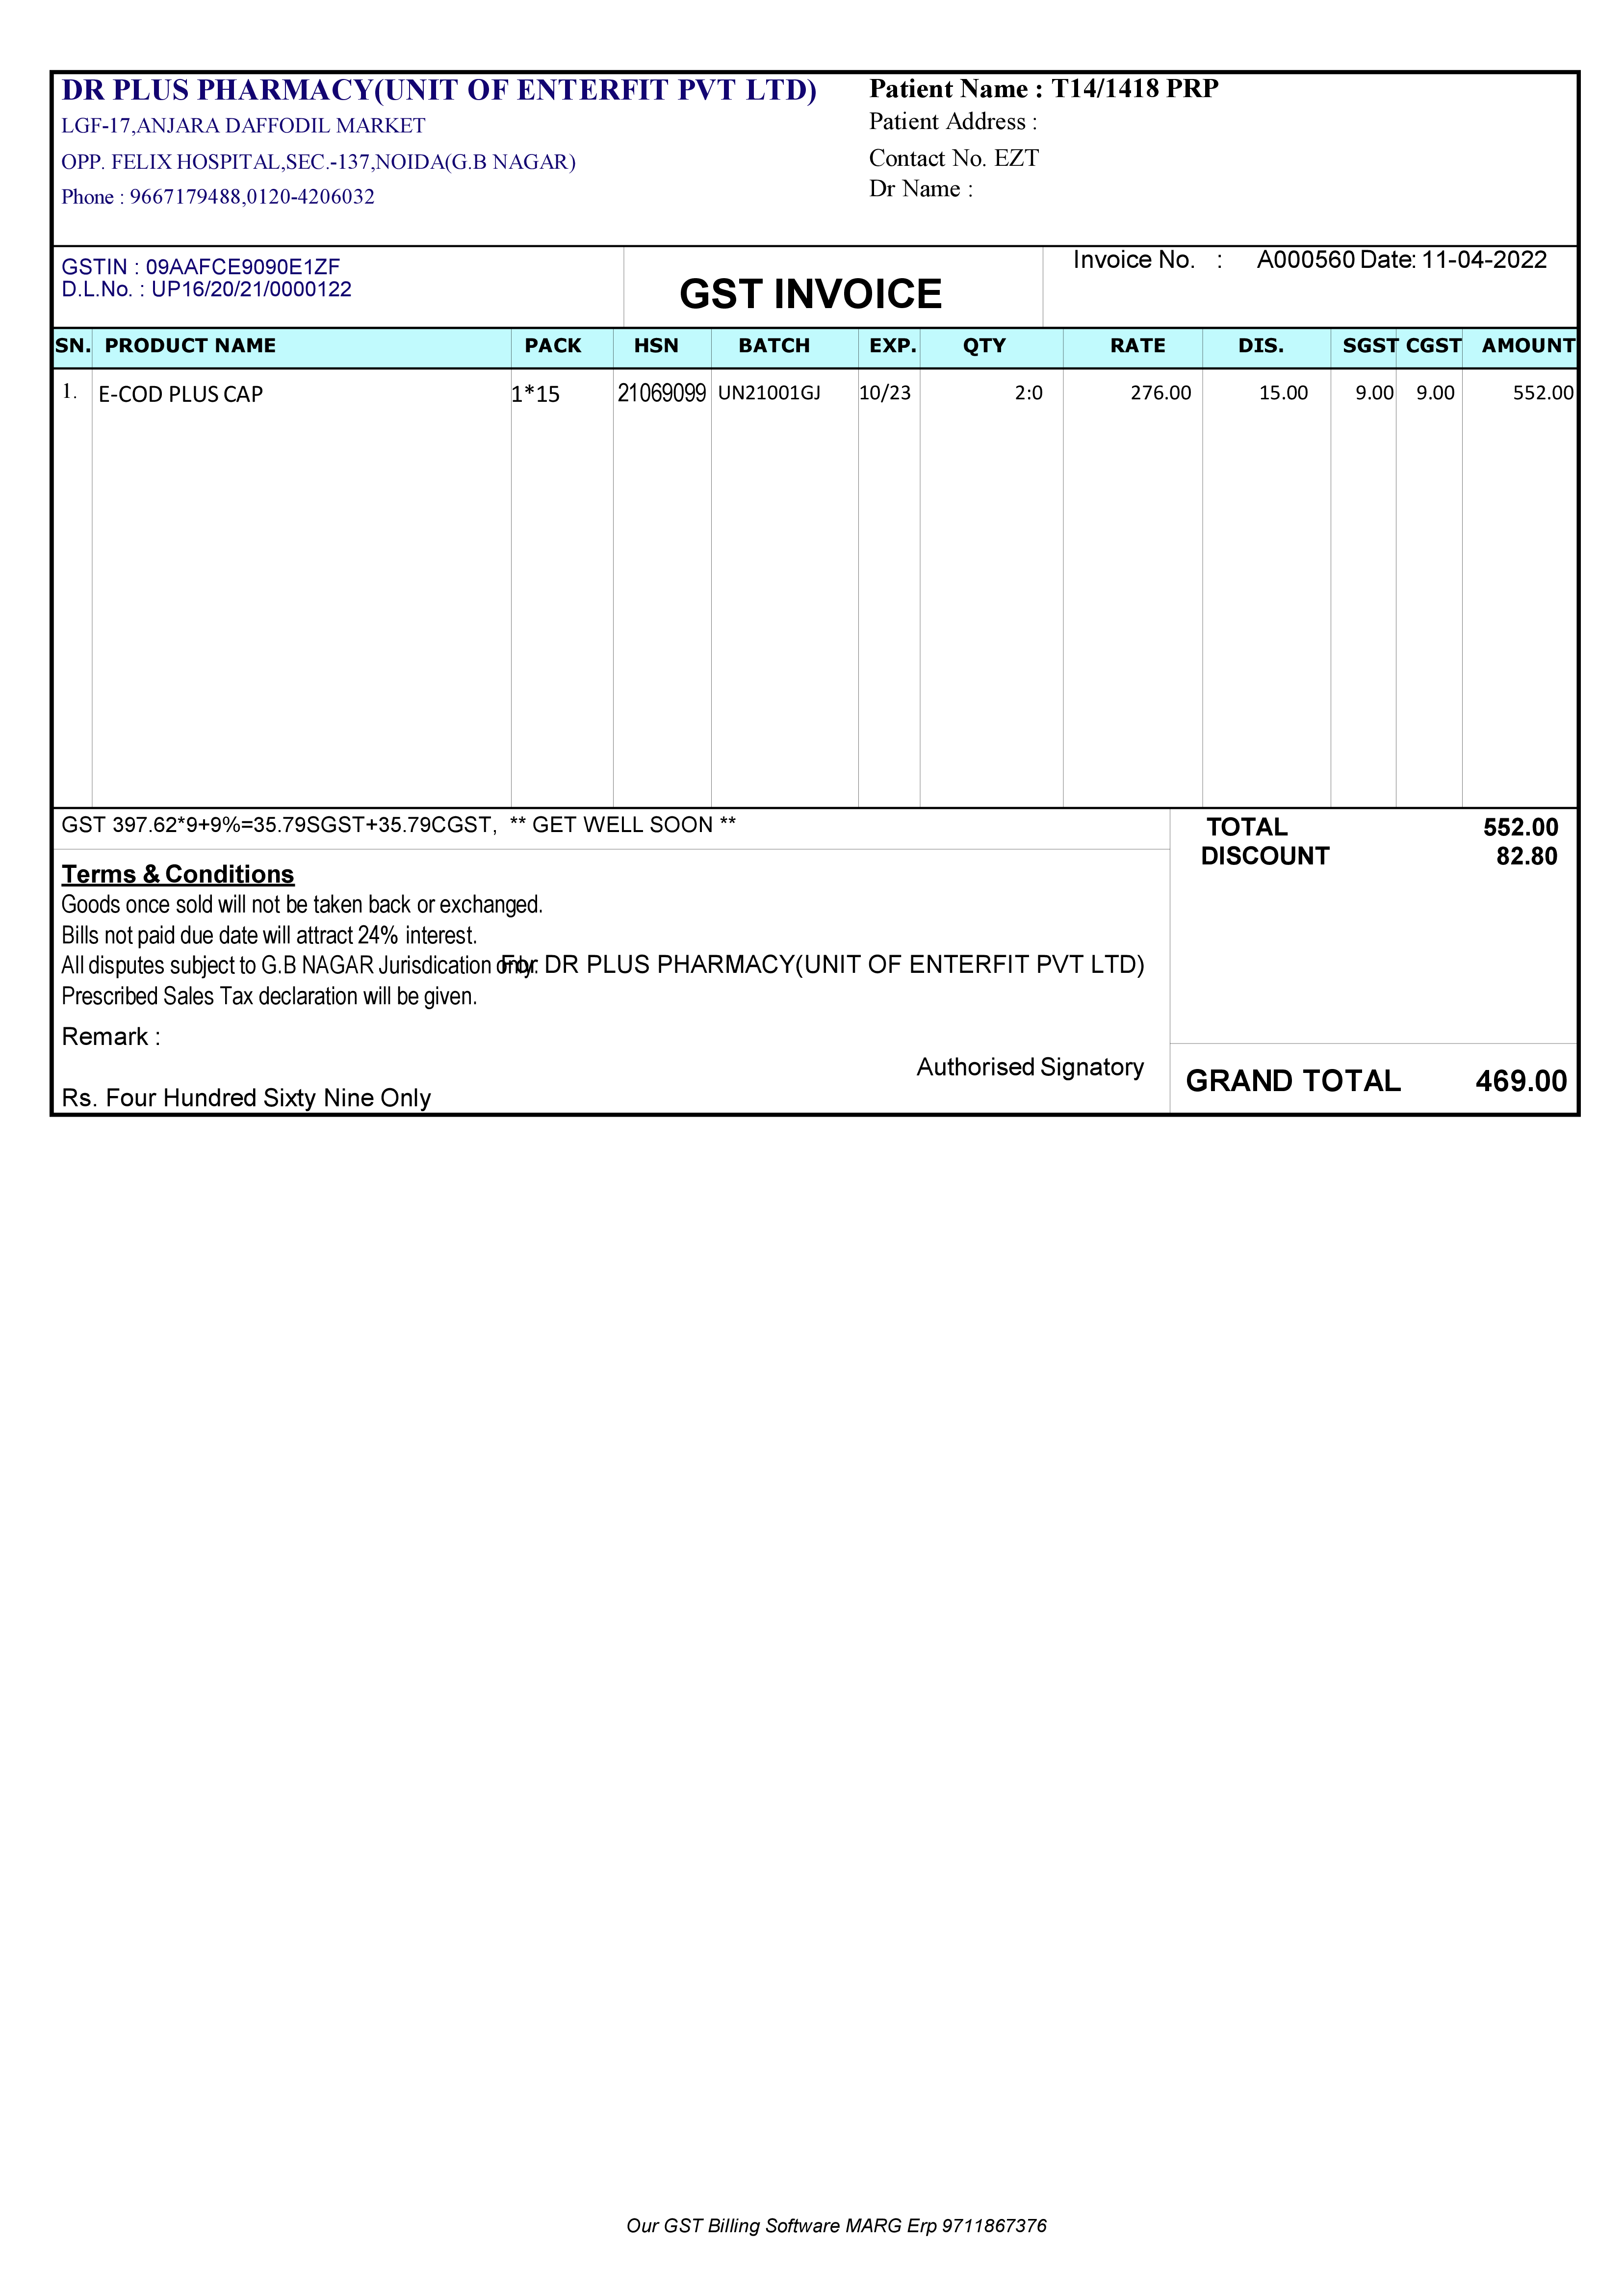 DR PLUS PHARMACY(UNIT OF ENTERFIT PVT LTD)
LGF-17,ANJARA DAFFODIL MARKET
OPP. FELIX HOSPITAL,SEC.-137,NOIDA(G.B NAGAR)
Phone : 9667179488,0120-4206032
Patient Name : T14/1418 PRP
Patient Address :
Contact No. EZT
Dr Name :
GSTIN : 09AAFCE9090E1ZF
D.L.No. : UP16/20/21/0000122
GST INVOICE
Invoice No. : A000560 Date: 11-04-2022
SN. PRODUCT NAME PACK HSN BATCH EXP. QTY RATE DIS. SGST CGST AMOUNT
1. E-COD PLUS CAP 1*15 21069099 UN21001GJ 10/23 2:0 276.00 15.00 9.00 9.00 552.00
GST 397.62*9+9%=35.79SGST+35.79CGST, ** GET WELL SOON **
TOTAL 552.00
DISCOUNT 82.80
Terms & Conditions
Goods once sold will not be taken back or exchanged.
Bills not paid due date will attract 24% interest.
All disputes subject to G.B NAGAR Jurisdication only.
For DR PLUS PHARMACY(UNIT OF ENTERFIT PVT LTD)
Prescribed Sales Tax declaration will be given.
Remark :
Authorised Signatory
GRAND TOTAL 469.00
Rs. Four Hundred Sixty Nine Only
Our GST Billing Software MARG Erp 9711867376